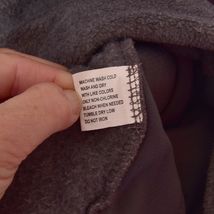 MACHINE WASH COLD
WASH AND DRY
WITH LIKE COLORS
ONLY NON-CHLORINE
BLEACH WHEN NEEDED
TUMBLE DRY LOW
DO NOT WON